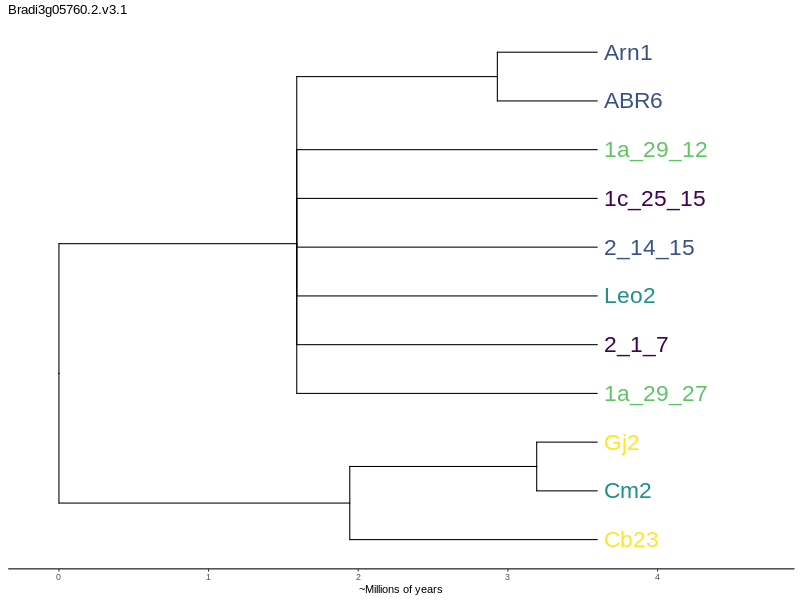 Bradi3g05760.2.v3.1
Arn1
ABR6
1a_29_12
1c_25_15
2_14_15
Leo2
2_1_7
1a_29_27
Gj2
Cm2
Cb23
0 1 2 3 4
~Millions of years